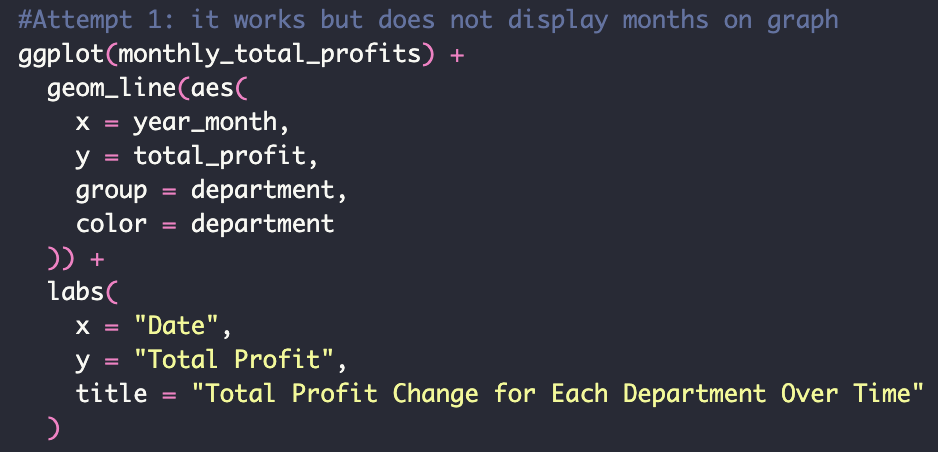 #Attempt 1: it works but does not display months on graph
ggplot(monthly_total_profits) +
  geom_line(aes(
    x = year_month,
    y = total_profit,
    group = department,
    color = department
  )) +
  labs(
    x = "Date",
    y = "Total Profit",
    title = "Total Profit Change for Each Department Over Time"
  )